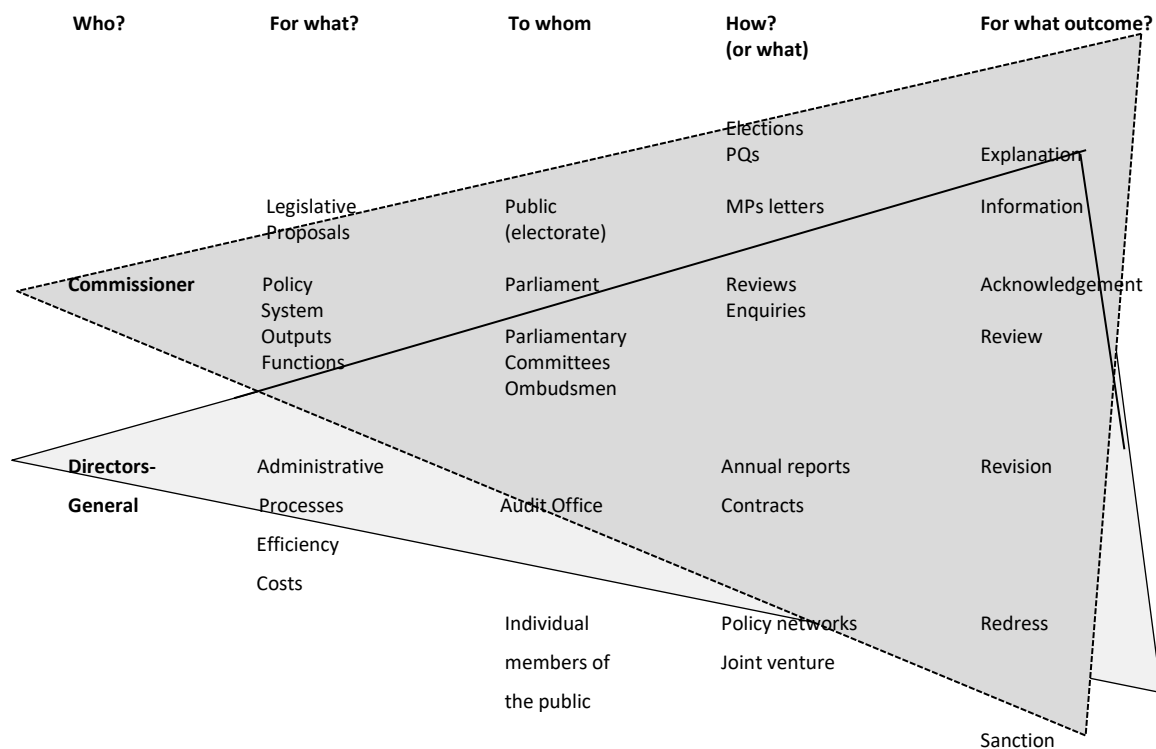 Who?
For what?
To whom
How?
(or what)
For what outcome?
Elections
PQs
Explanation
Legislative
Proposals
Public
(electorate)
MPs letters
Information
Commissioner
Policy
System
Outputs
Functions
Parliament
Parliamentary
Committees
Ombudsmen
Reviews
Enquiries
Acknowledgement
Review
Directors-
General
Administrative
Processes
Efficiency
Costs
Audit Office
Annual reports
Contracts
Revision
Individual
members of
the public
Policy networks
Joint venture
Redress
Sanction